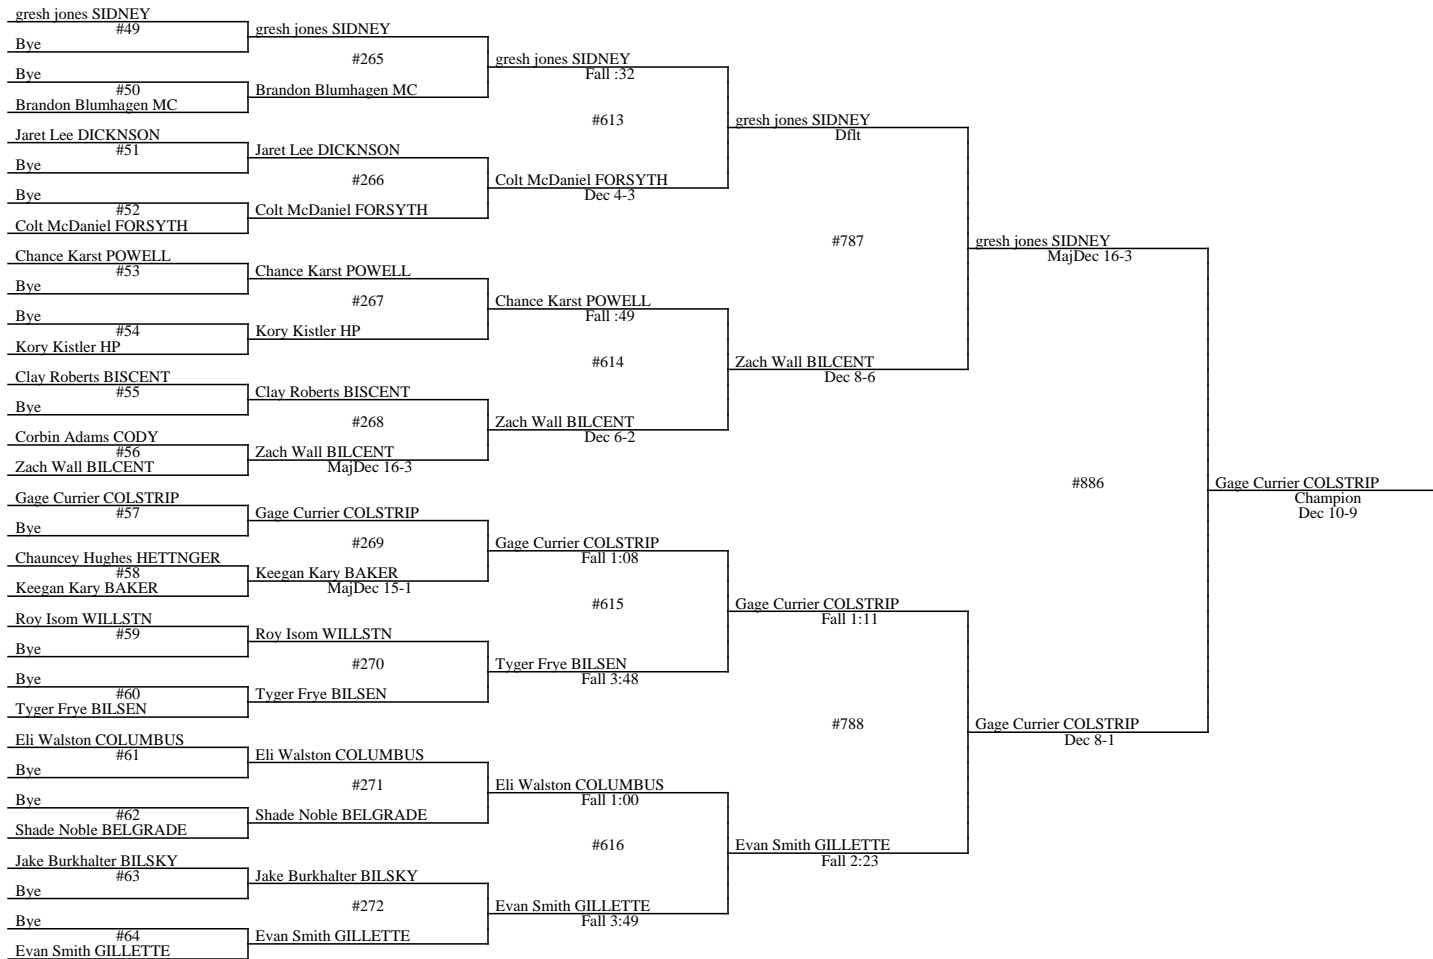 gresh jones SIDNEY
#49
Bye
Bye
#50
Brandon Blumhagen MC
Jaret Lee DICKNSON
#51
Bye
Bye
#52
Colt McDaniel FORSYTH
Chance Karst POWELL
#53
Bye
Bye
#54
Kory Kistler HP
Clay Roberts BISCENT
#55
Bye
Corbin Adams CODY
#56
Zach Wall BILCENT
Gage Currier COLSTRIP
#57
Bye
Chauncey Hughes HETTNGER
#58
Keegan Kary BAKER
Roy Isom WILLSTN
#59
Bye
Bye
#60
Tyger Frye BILSEN
Eli Walston COLUMBUS
#61
Bye
Bye
#62
Shade Noble BELGRADE
Jake Burkhalter BILSKY
#63
Bye
Bye
#64
Evan Smith GILLETTE
gresh jones SIDNEY
#265
Brandon Blumhagen MC
Jaret Lee DICKNSON
#266
Colt McDaniel FORSYTH
Chance Karst POWELL
#267
Kory Kistler HP
Clay Roberts BISCENT
#268
Zach Wall BILCENT
MajDec 16-3
Gage Currier COLSTRIP
#269
Keegan Kary BAKER
MajDec 15-1
Roy Isom WILLSTN
#270
Tyger Frye BILSEN
Eli Walston COLUMBUS
#271
Shade Noble BELGRADE
Jake Burkhalter BILSKY
#272
Evan Smith GILLETTE
gresh jones SIDNEY
Fall :32
#613
Colt McDaniel FORSYTH
Dec 4-3
Chance Karst POWELL
Fall :49
#614
Zach Wall BILCENT
Dec 6-2
Gage Currier COLSTRIP
Fall 1:08
#615
Tyger Frye BILSEN
Fall 3:48
Eli Walston COLUMBUS
Fall 1:00
#616
Evan Smith GILLETTE
Fall 3:49
gresh jones SIDNEY
Dflt
#787
Zach Wall BILCENT
Dec 8-6
Gage Currier COLSTRIP
Fall 1:11
#788
Evan Smith GILLETTE
Fall 2:23
gresh jones SIDNEY
MajDec 16-3
#886
Gage Currier COLSTRIP
Dec 8-1
Gage Currier COLSTRIP
Champion
Dec 10-9